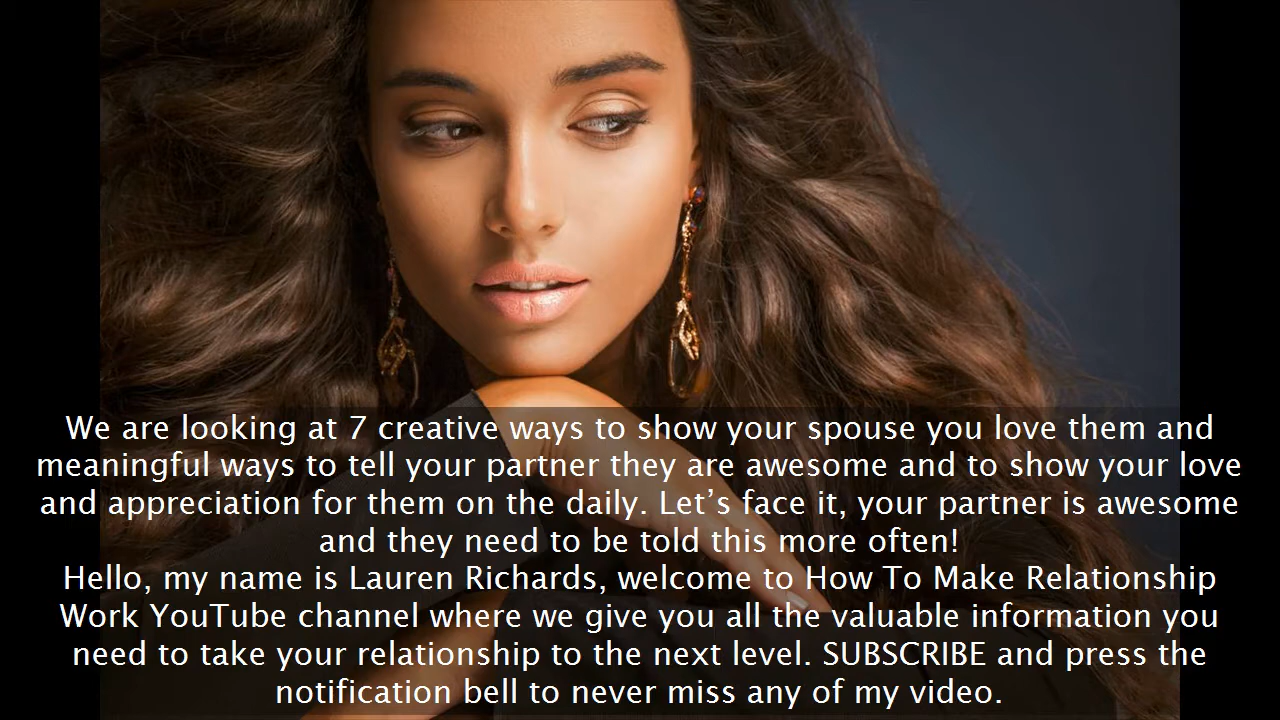 We are looking at 7 creative ways to show your spouse you love them and
meaningful ways to tell your partner they are awesome and to show your love
and appreciation for them on the daily. Let’s face it, your partner is awesome
and they need to be told this more often!
Hello, my name is Lauren Richards, welcome to How To Make Relationship
Work YouTube channel where we give you all the valuable information you
need to take your relationship to the next level. SUBSCRIBE and press the
notification bell to never miss any of my video.